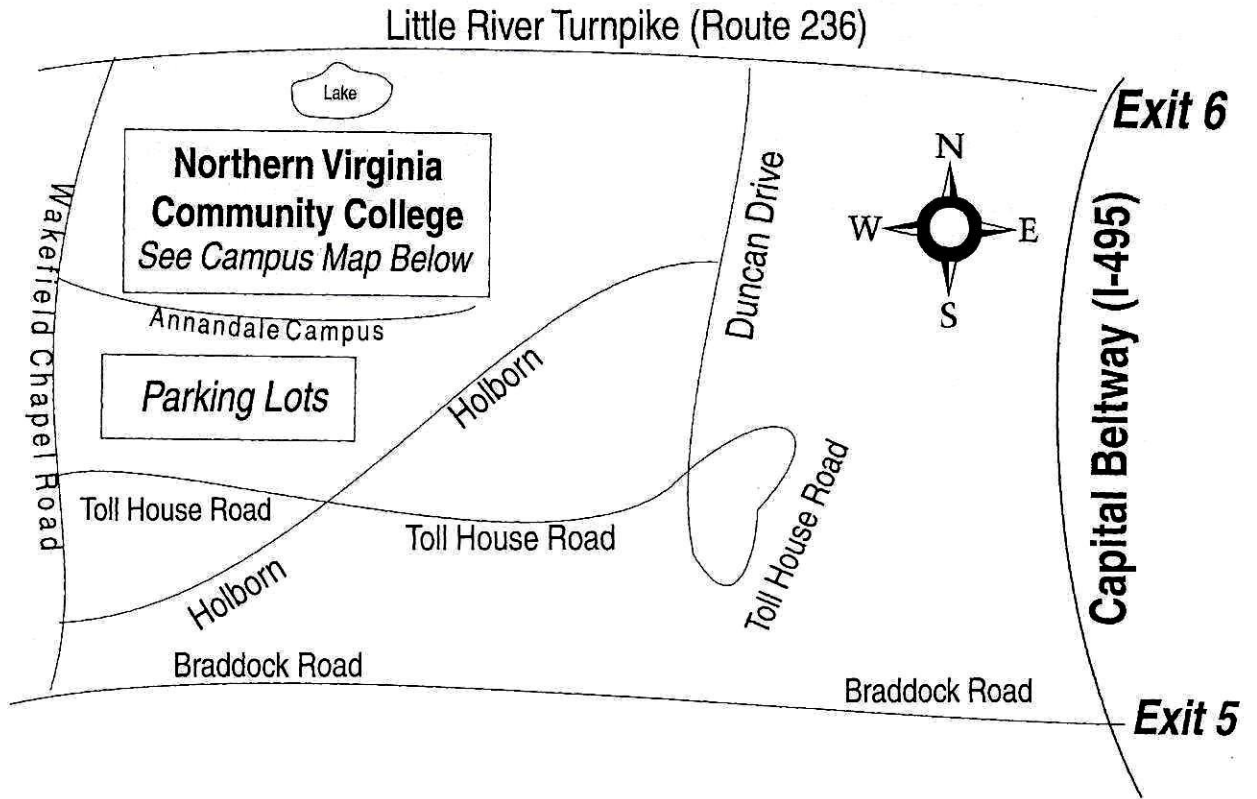 Little River Turnpike (Route 236)
Lake
Exit 6
Northern Virginia
Community College
See Campus Map Below
N
W
E
S
Wakefield Chapel Road
Duncan Drive
Capital Beltway (I-495)
Annandale Campus
Parking Lots
Holborn
Toll House Road
Toll House Road
Toll House Road
Holborn
Braddock Road
Braddock Road
Exit 5